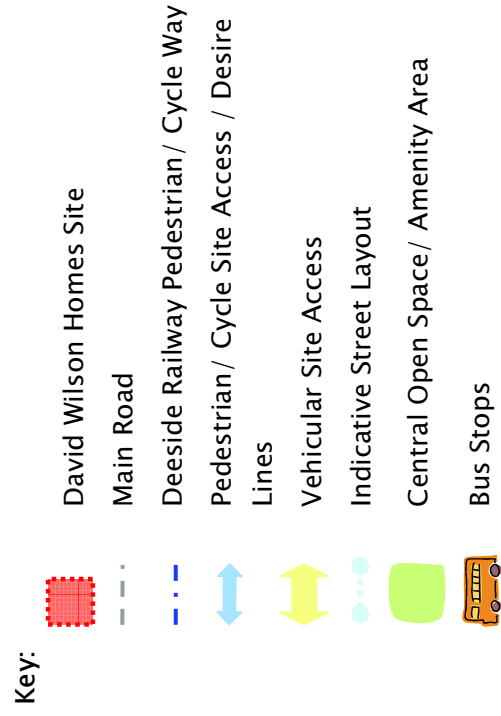 Key:
David Wilson Homes Site
Main Road
Deeside Railway Pedestrian/ Cycle Way
Pedestrian/ Cycle Site Access / Desire
Lines
Vehicular Site Access
Indicative Street Layout
Central Open Space/ Amenity Area
Bus Stops